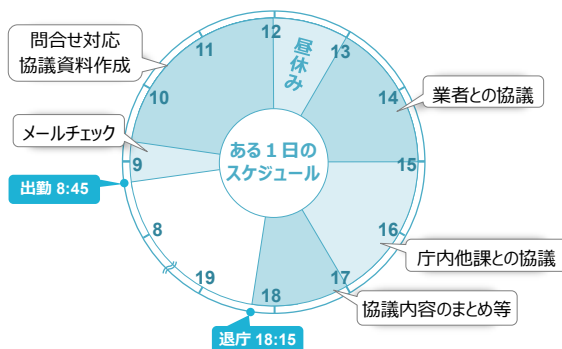 問合せ対応
協議資料作成
メールチェック
出勤 8:45
ある1日の
スケジュール
昼休み
業者との協議
庁内他課との協議
協議内容のまとめ等
退庁 18:15
8
9
10
11
12
13
14
15
16
17
18
19